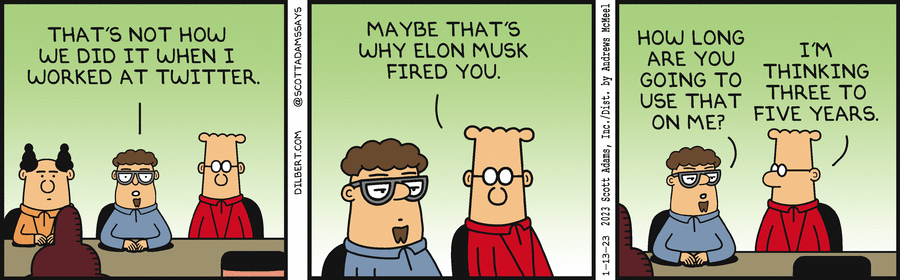 THAT'S NOT HOW
WE DID IT WHEN I
WORKED AT TWITTER.
DILBERT.COM @SCOTTADAMSSAYS
MAYBE THAT'S
WHY ELON MUSK
FIRED YOU.
1-13-23 2023 Scott Adams, Inc./Dist. by Andrews McMeel
HOW LONG
ARE YOU
GOING TO
USE THAT
ON ME?
I'M
THINKING
THREE TO
FIVE YEARS.